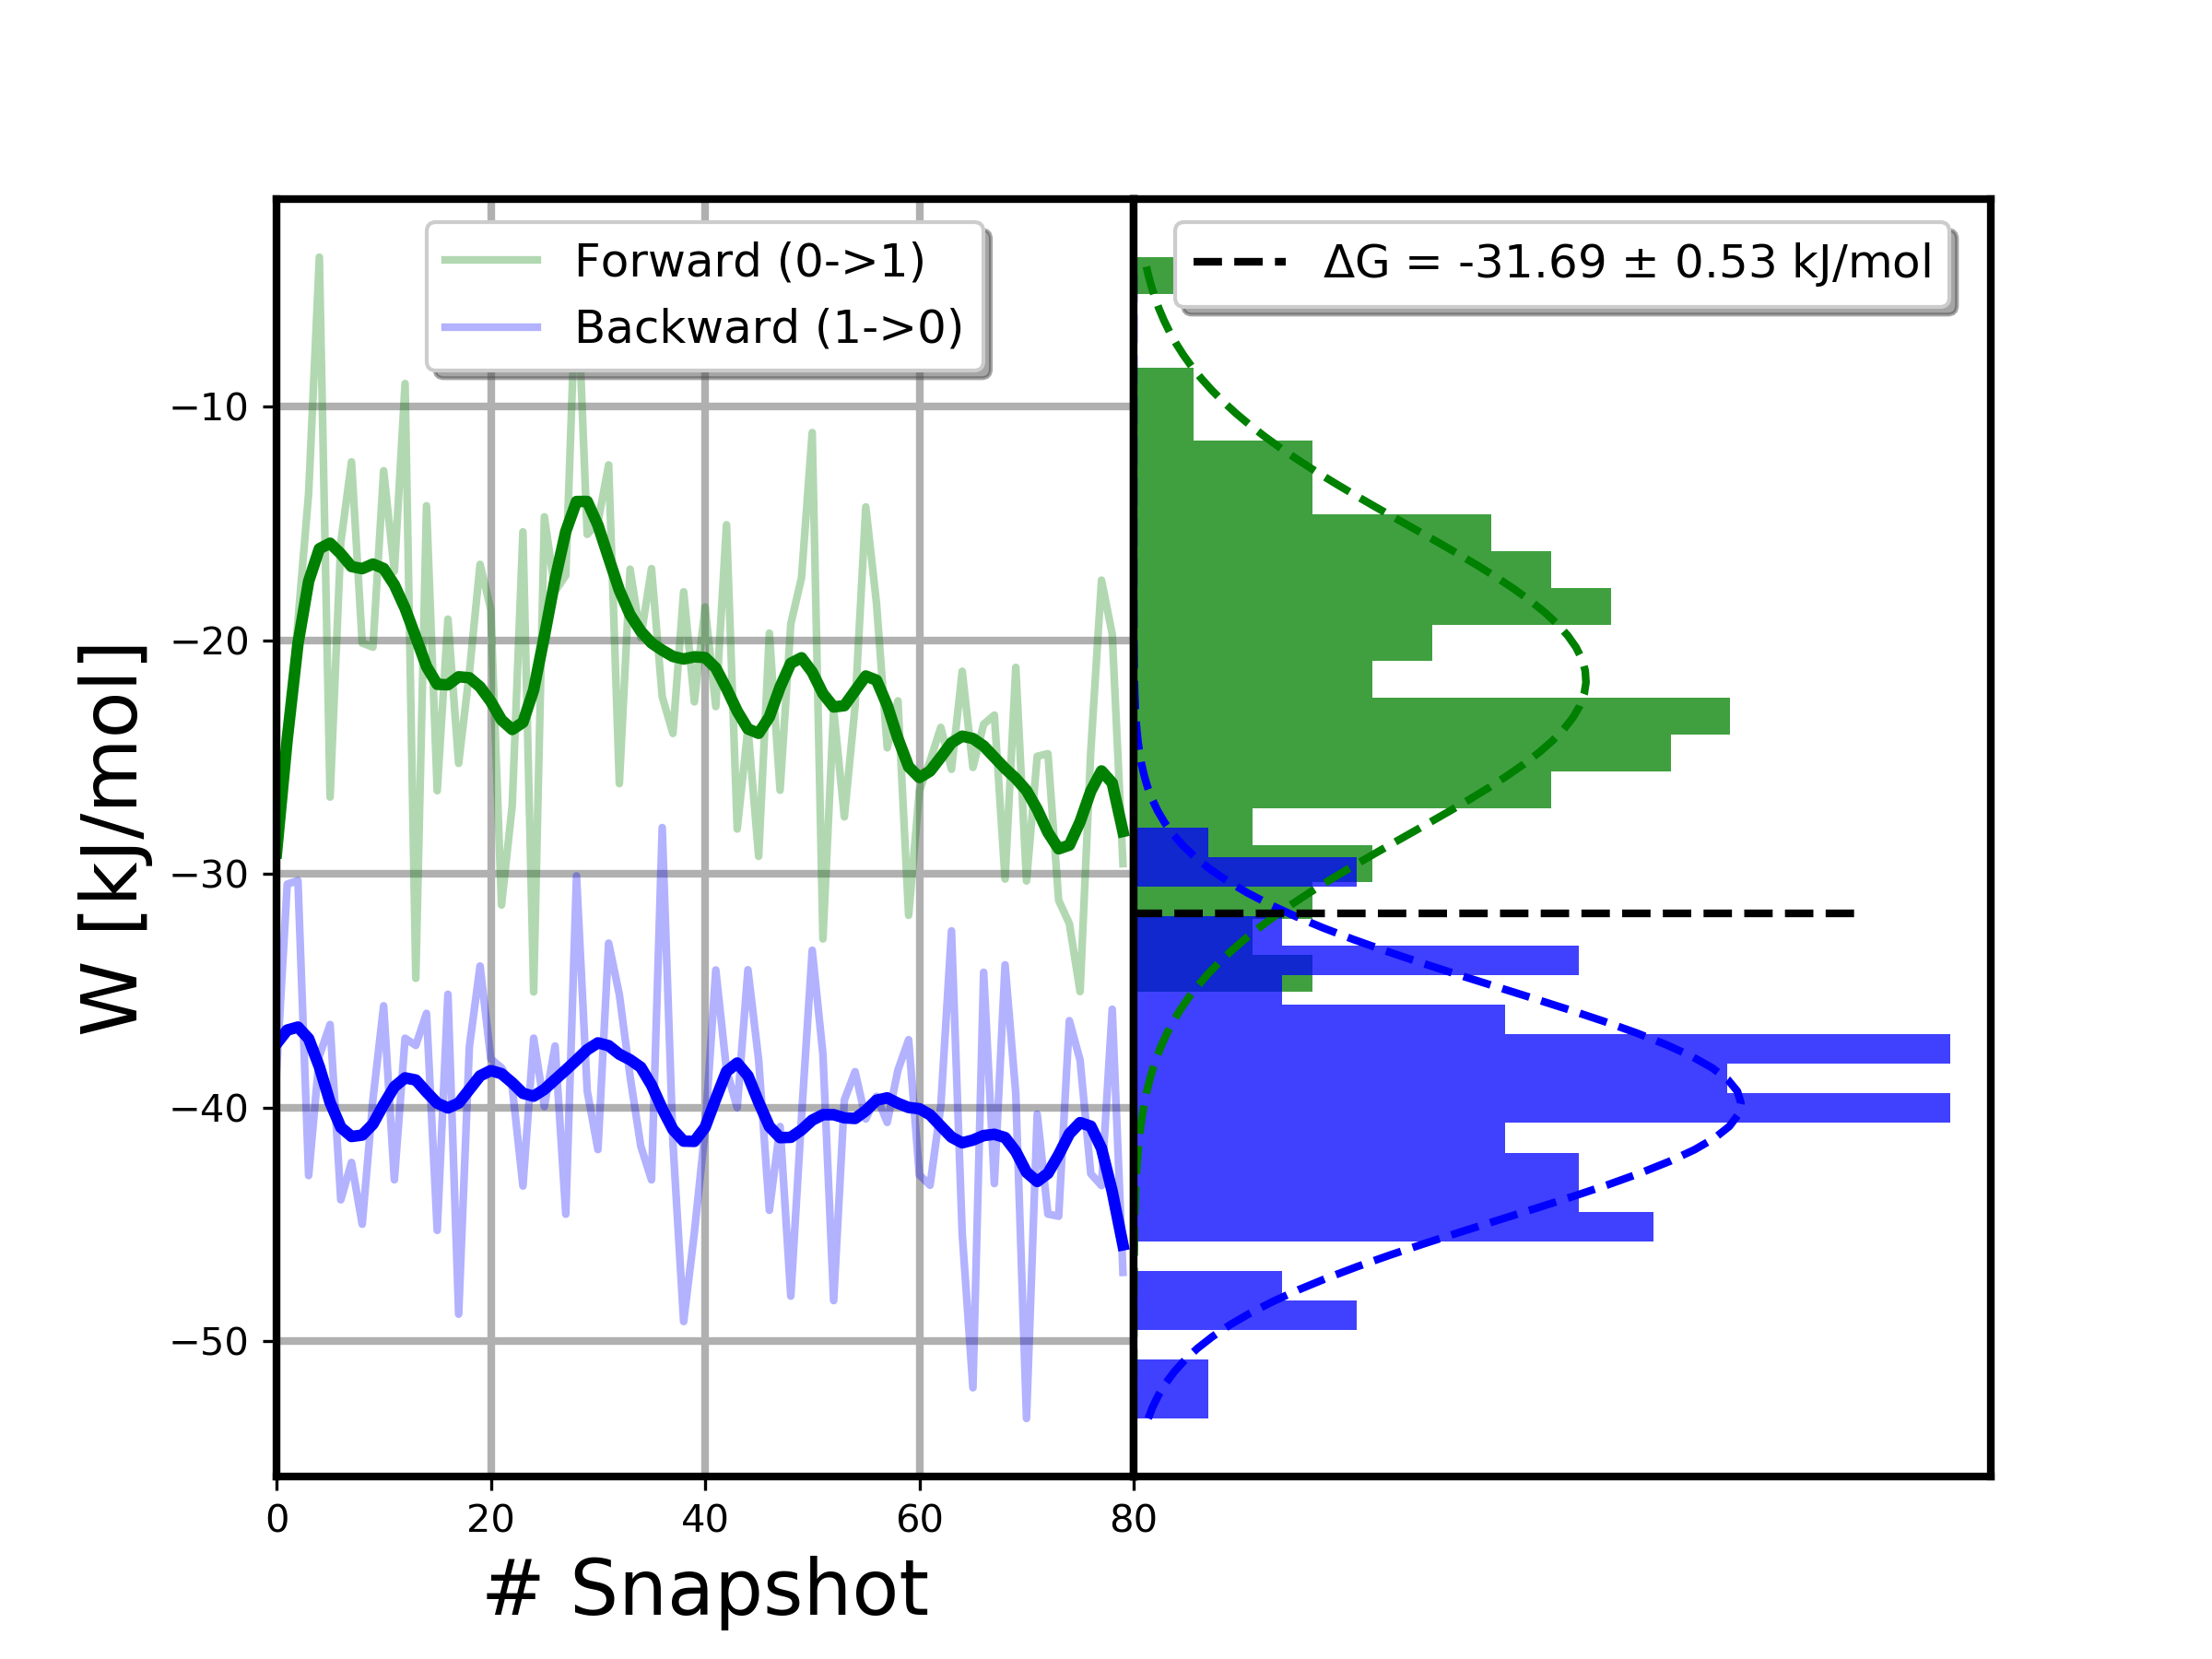 Forward (0->1)
Backward (1->0)
ΔG = -31.69 ± 0.53 kJ/mol
W [kJ/mol]
−10
−20
−30
−40
−50
0 20 40 60 80
# Snapshot